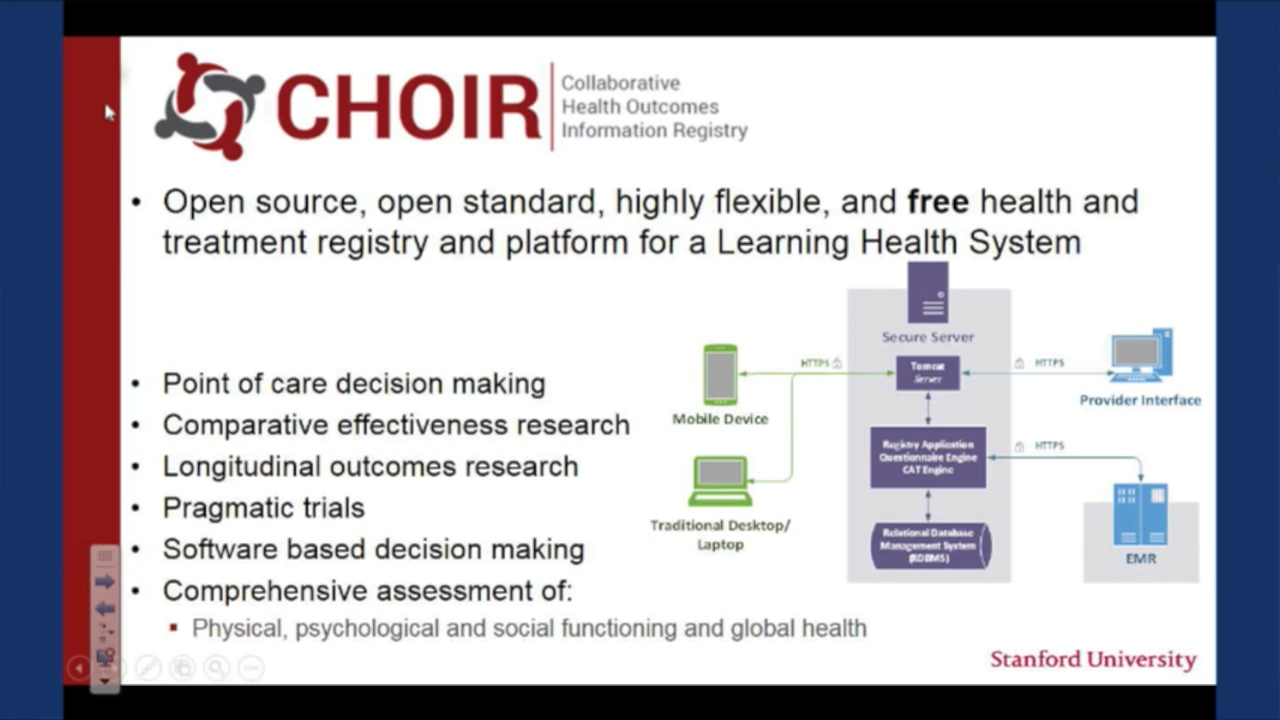 CHOIR
Collaborative
Health Outcomes
Information Registry
• Open source, open standard, highly flexible, and free health and
treatment registry and platform for a Learning Health System
• Point of care decision making
• Comparative effectiveness research
• Longitudinal outcomes research
• Pragmatic trials
• Software based decision making
• Comprehensive assessment of:
▪ Physical, psychological and social functioning and global health
Secure Server
HTTPS
HTTPS
Tomcat
Server
Mobile Device
Provider Interface
Registry Application
Questionnaire Engine
CAT Engine
HTTPS
Traditional Desktop/
Laptop
Relational Database
Management System
(RDBMS)
EMR
Stanford University